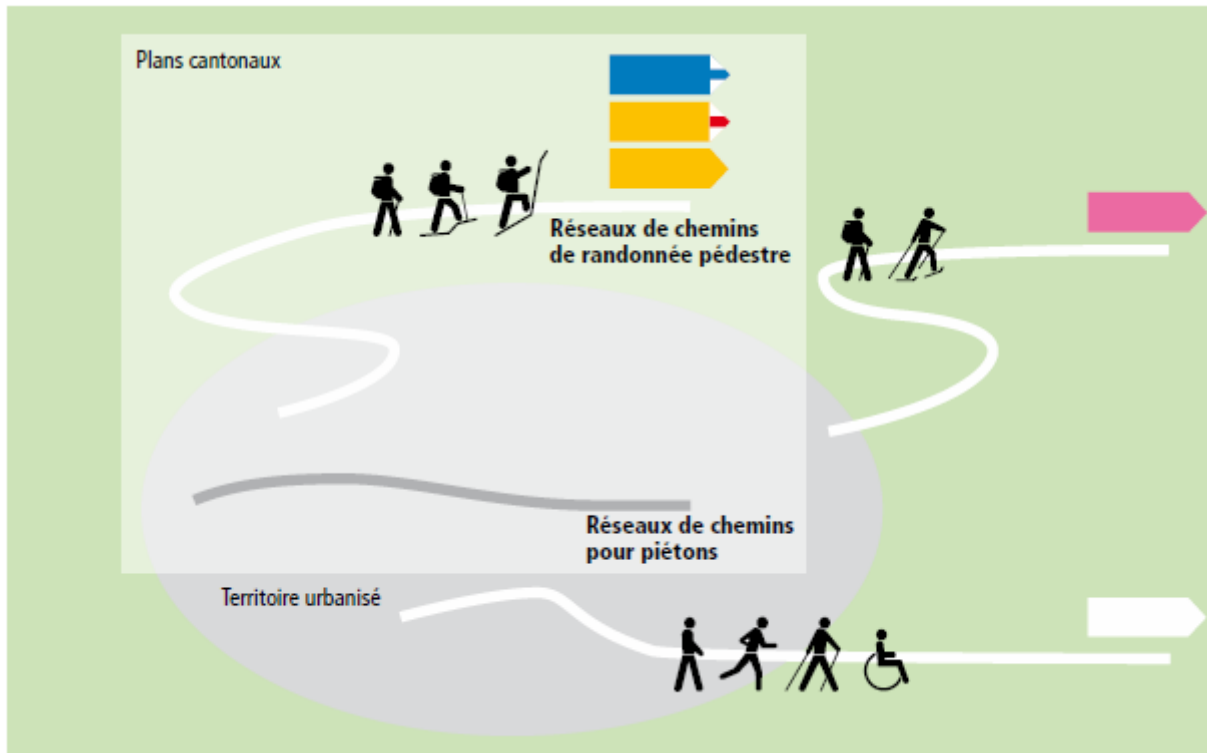 Plans cantonaux
Réseaux de chemins
de randonnée pédestre
Réseaux de chemins
pour piétons
Territoire urbanisé